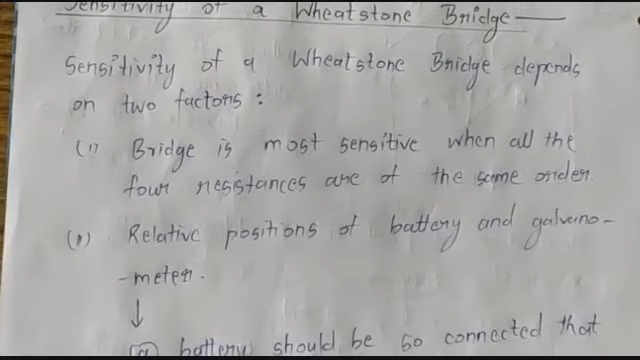 Sensitivity of a Wheatstone Bridge —
Sensitivity of a Wheatstone Bridge depends
on two factors :
(i) Bridge is most sensitive when all the
four resistances are of the same order.
(ii) Relative positions of battery and galvano-
-meter.
↓
(a) battery should be so connected that